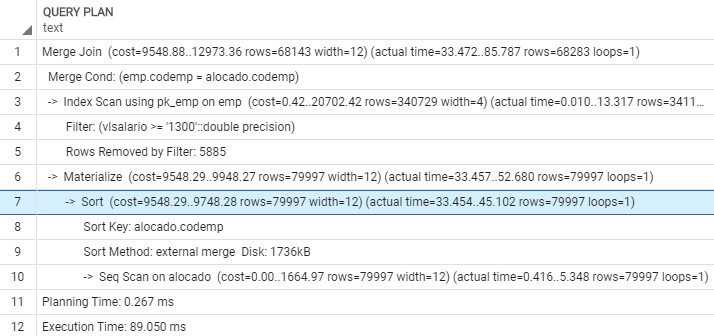 QUERY PLAN
text
1 Merge Join (cost=9548.88..12973.36 rows=68143 width=12) (actual time=33.472..85.787 rows=68283 loops=1)
2 Merge Cond: (emp.codemp = alocado.codemp)
3 -> Index Scan using pk_emp on emp (cost=0.42..20702.42 rows=340729 width=4) (actual time=0.010..13.317 rows=3411...
4 Filter: (vlsalario >= '1300'::double precision)
5 Rows Removed by Filter: 5885
6 -> Materialize (cost=9548.29..9948.27 rows=79997 width=12) (actual time=33.457..52.680 rows=79997 loops=1)
7 -> Sort (cost=9548.29..9748.28 rows=79997 width=12) (actual time=33.454..45.102 rows=79997 loops=1)
8 Sort Key: alocado.codemp
9 Sort Method: external merge Disk: 1736kB
10 -> Seq Scan on alocado (cost=0.00..1664.97 rows=79997 width=12) (actual time=0.416..5.348 rows=79997 loops=1)
11 Planning Time: 0.267 ms
12 Execution Time: 89.050 ms